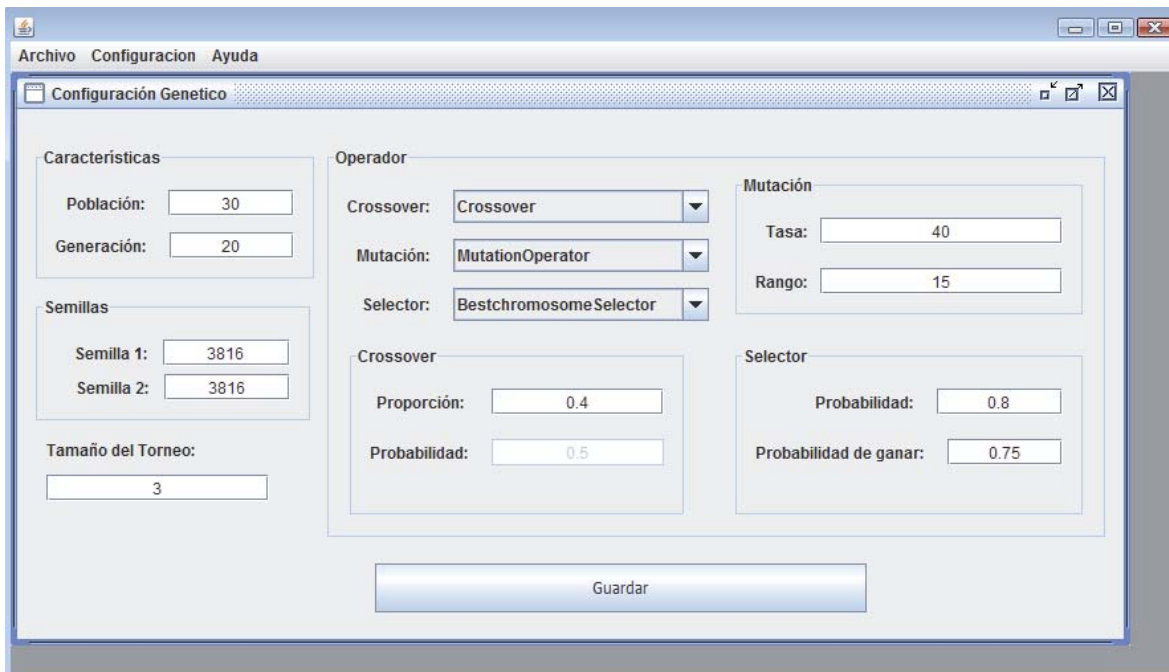 Archivo Configuracion Ayuda
Configuración Genetico
Características
Población: 30
Generación: 20
Semillas
Semilla 1: 3816
Semilla 2: 3816
Tamaño del Torneo:
3
Operador
Crossover: Crossover
Mutación: MutationOperator
Selector: BestchromosomeSelector
Mutación
Tasa: 40
Rango: 15
Crossover
Proporción: 0.4
Probabilidad: 0.5
Selector
Probabilidad: 0.8
Probabilidad de ganar: 0.75
Guardar